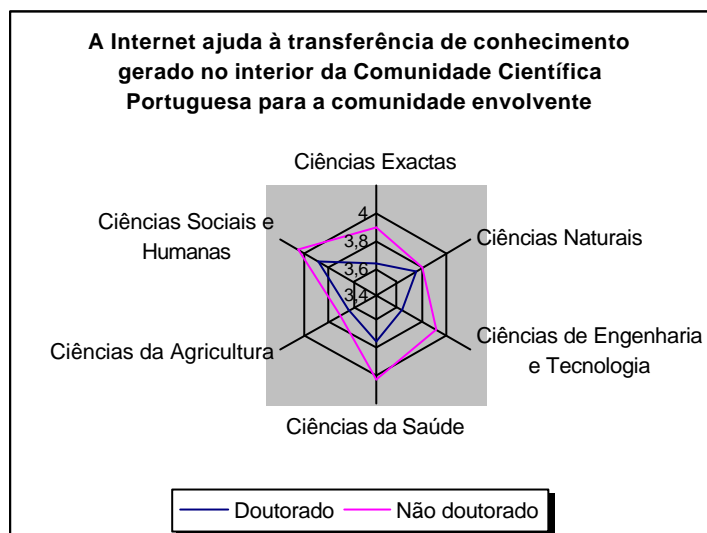 A Internet ajuda à transferência de conhecimento
gerado no interior da Comunidade Científica
Portuguesa para a comunidade envolvente
Ciências Exactas
Ciências Sociais e
Humanas
4
3,8
3,6
3,4
Ciências Naturais
Ciências da Agricultura
Ciências de Engenharia
e Tecnologia
Ciências da Saúde
Doutorado
Não doutorado